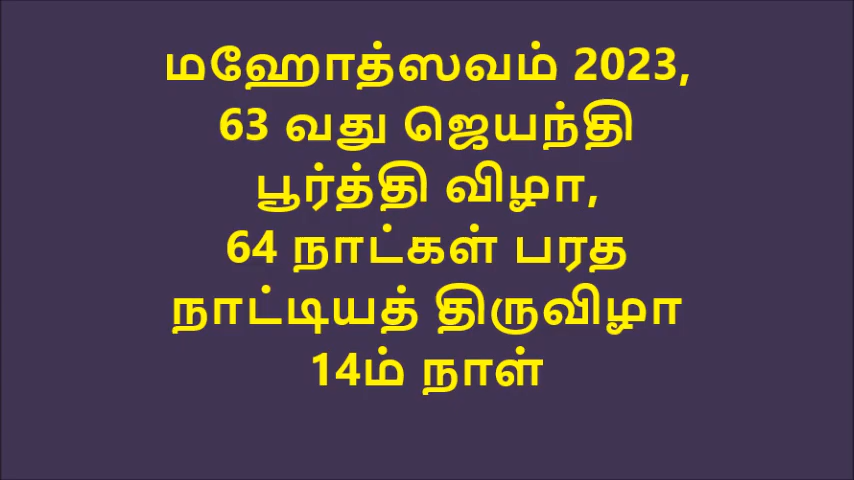 மஹோத்ஸவம் 2023,
63 வது ஜெயந்தி
பூர்த்தி விழா,
64 நாட்கள் பரத
நாட்டியத் திருவிழா
14ம் நாள்